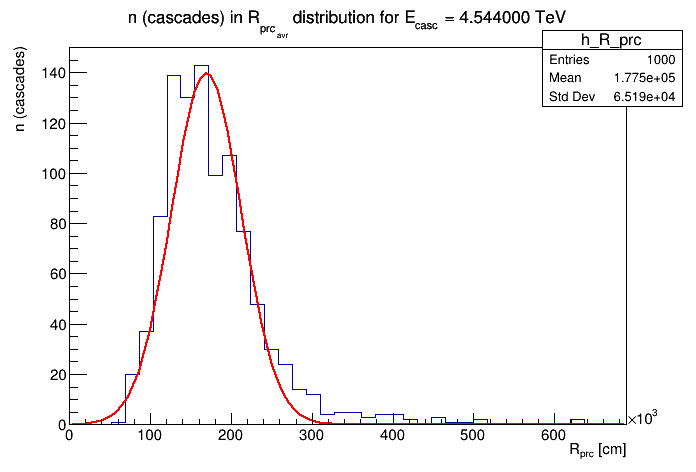 n (cascades) in R_prc_avr distribution for E_casc = 4.544000 TeV
h_R_prc
Entries 1000
Mean 1.775e+05
Std Dev 6.519e+04
n (cascades)
140
120
100
80
60
40
20
0
0 100 200 300 400 500 600
×10³
R_prc [cm]